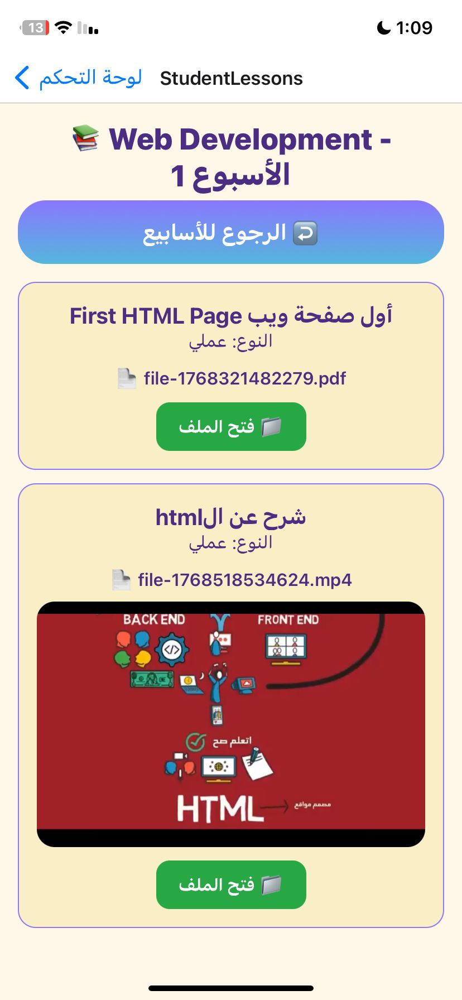 13
1:09
لوحة التحكم StudentLessons
📚 Web Development -
الأسبوع 1
↩️ الرجوع للأسابيع
أول صفحة ويب First HTML Page
النوع: عملي
📄 file-1768321482279.pdf
📁 فتح الملف
شرح عن الhtml
النوع: عملي
📄 file-1768518534624.mp4
BACK END
FRONT END
</>
اتعلم صح
HTML
مصمم مواقع
📁 فتح الملف